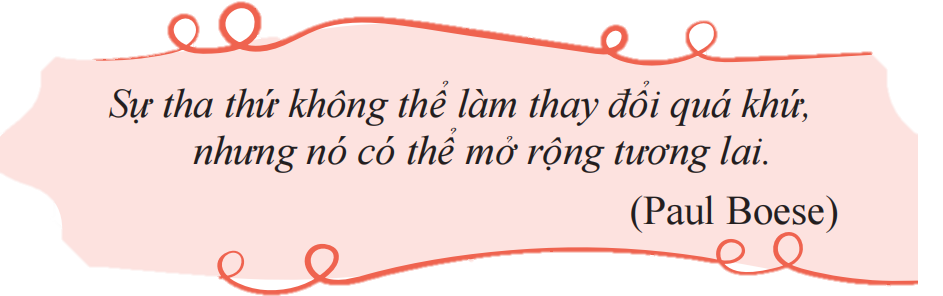 Sự tha thứ không thể làm thay đổi quá khứ,
nhưng nó có thể mở rộng tương lai.
(Paul Boese)